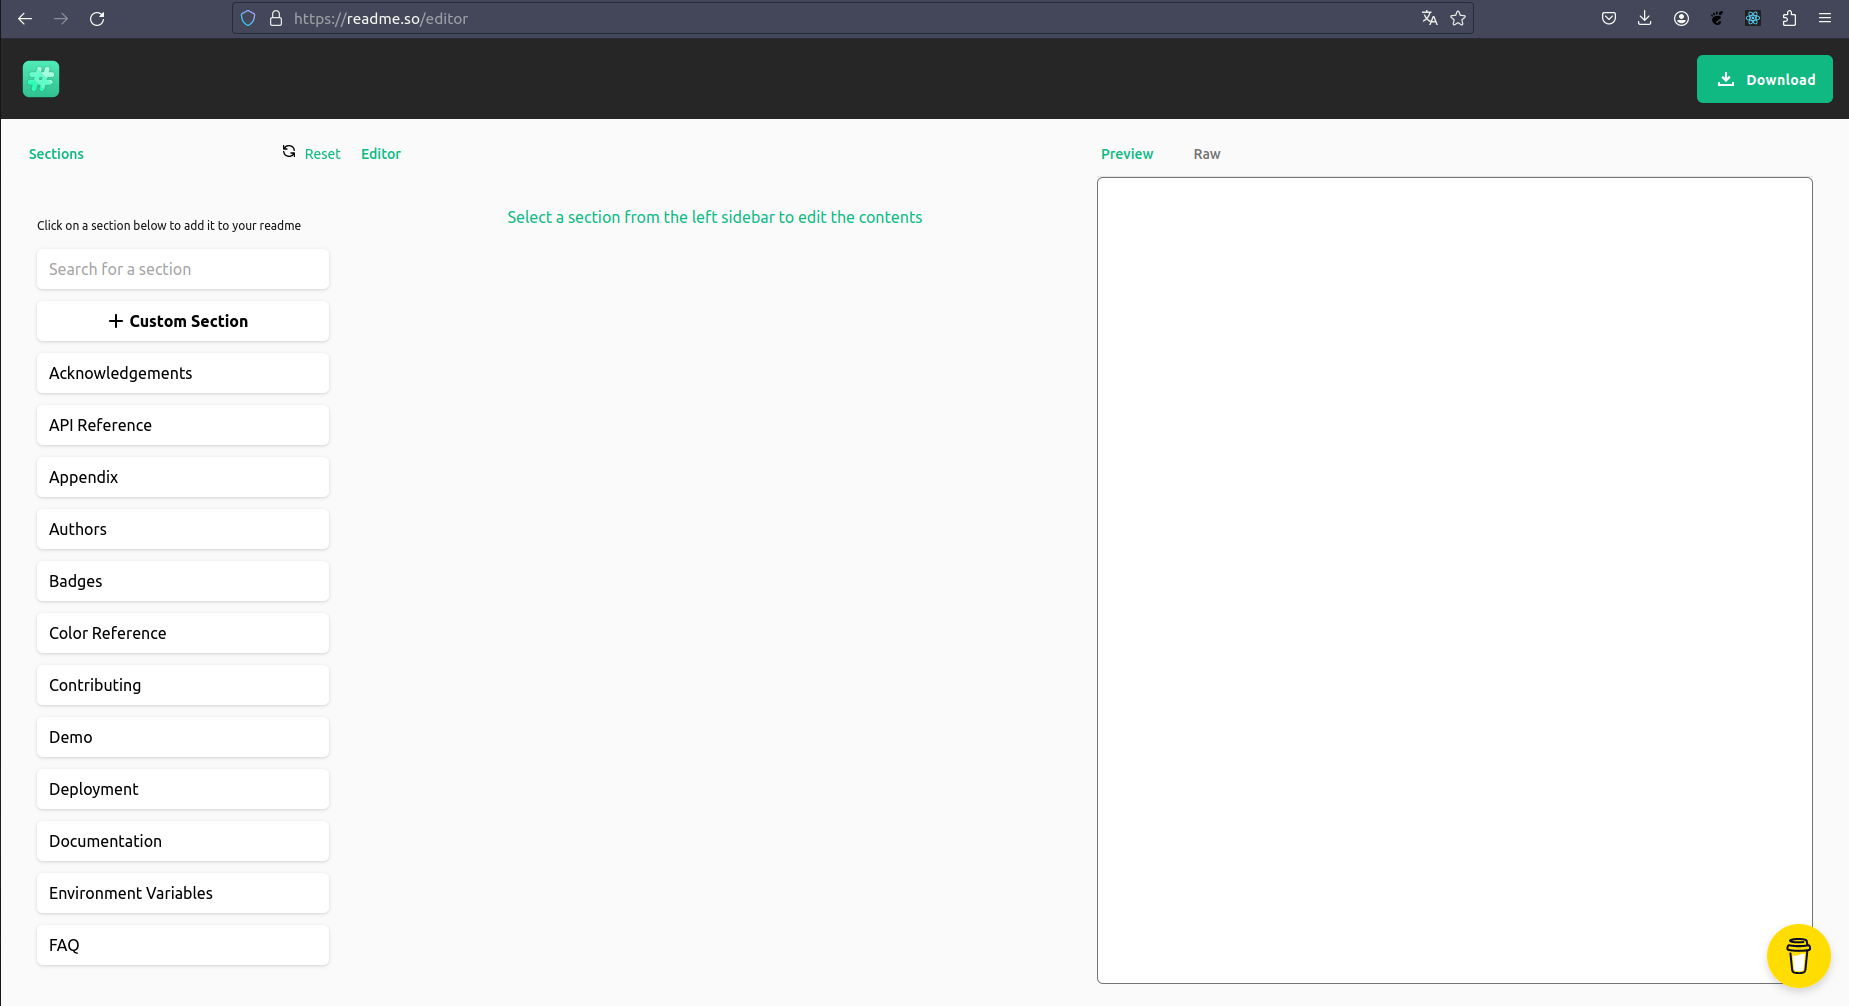 https://readme.so/editor
Download
Sections
Reset
Editor
Preview
Raw
Select a section from the left sidebar to edit the contents
Click on a section below to add it to your readme
Search for a section
+ Custom Section
Acknowledgements
API Reference
Appendix
Authors
Badges
Color Reference
Contributing
Demo
Deployment
Documentation
Environment Variables
FAQ